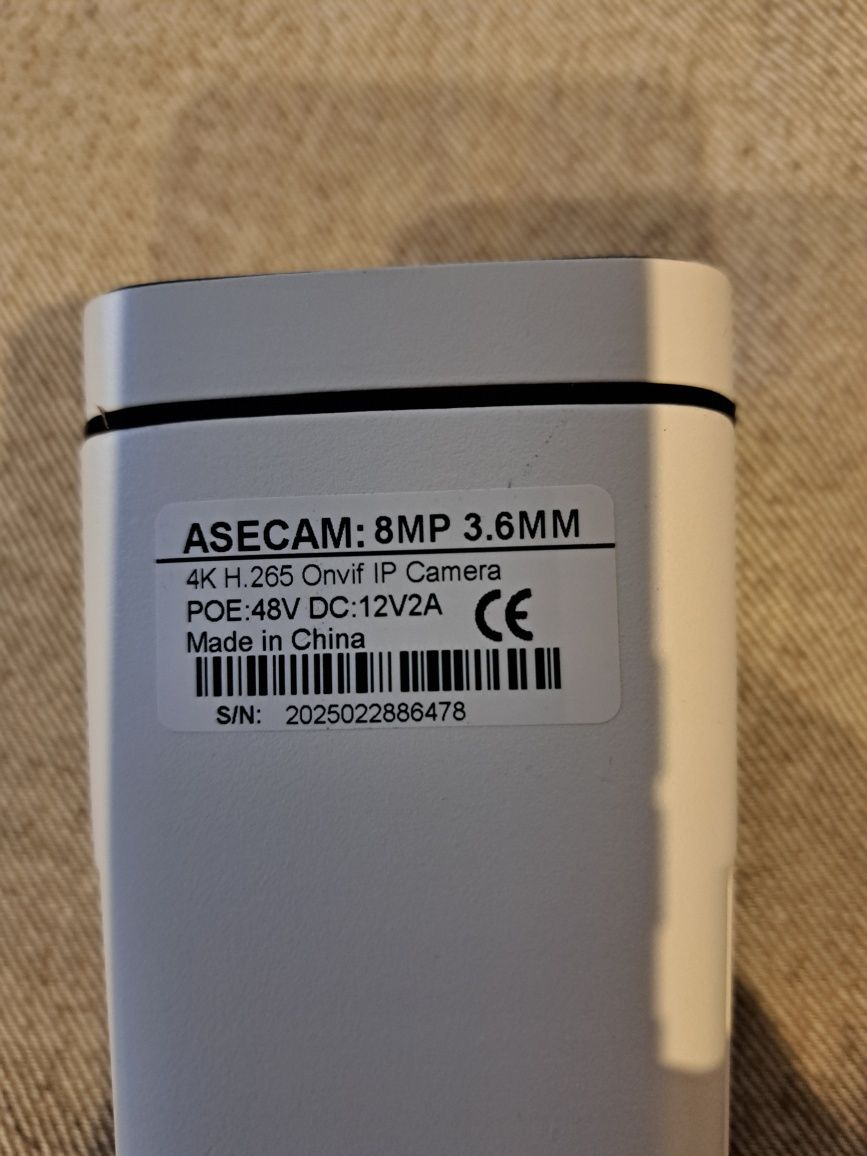 ASECAM: 8MP 3.6MM
4K H.265 Onvif IP Camera
POE:48V DC:12V2A CE
Made in China
S/N: 2025022886478